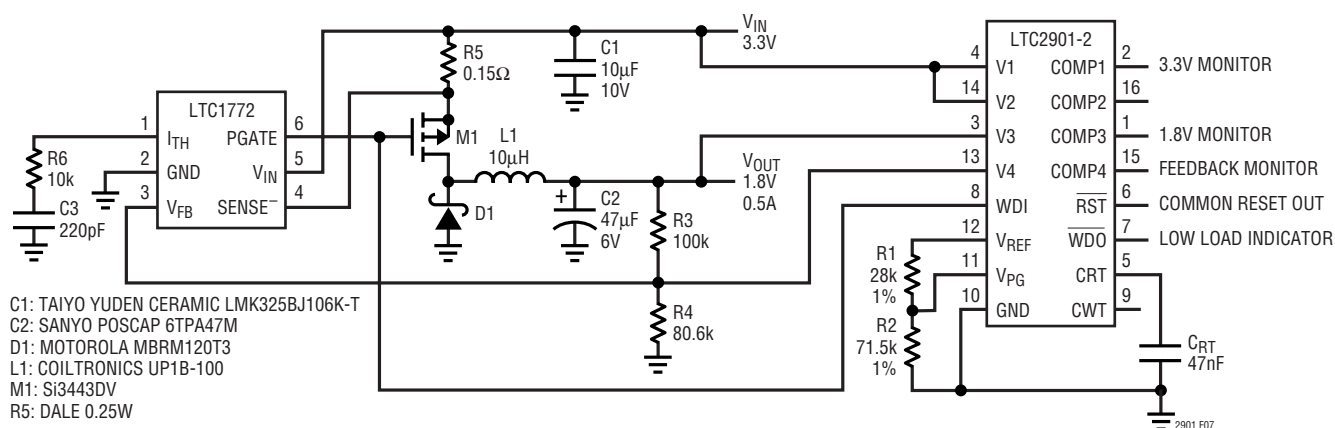 LTC1772
1
I_TH
2
GND
3
V_FB
PGATE
6
V_IN
5
SENSE–
4
R6
10k
C3
220pF
R5
0.15Ω
M1
D1
L1
10μH
C1
10μF
10V
V_IN
3.3V
+
C2
47μF
6V
R3
100k
R4
80.6k
V_OUT
1.8V
0.5A
LTC2901-2
4
V1
14
V2
3
V3
13
V4
8
WDI
12
V_REF
11
V_PG
10
GND
COMP1
2
3.3V MONITOR
COMP2
16
COMP3
1
1.8V MONITOR
COMP4
15
FEEDBACK MONITOR
RST
6
COMMON RESET OUT
WDO
7
LOW LOAD INDICATOR
CRT
5
CWT
9
R1
28k
1%
R2
71.5k
1%
C_RT
47nF
C1: TAIYO YUDEN CERAMIC LMK325BJ106K-T
C2: SANYO POSCAP 6TPA47M
D1: MOTOROLA MBRM120T3
L1: COILTRONICS UP1B-100
M1: Si3443DV
R5: DALE 0.25W
2901 F07